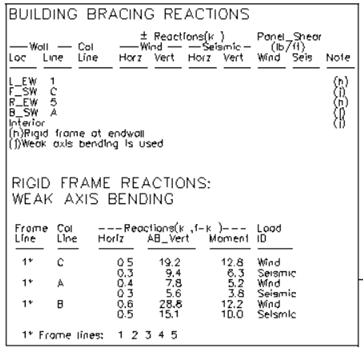 BUILDING BRACING REACTIONS
± Reactions(k ) Panel_Shear
—Wall — Col —Wind — —Seismic— (lb/ft)
Loc Line Line Horz Vert Horz Vert Wind Seis Note
L_EW 1 (h)
F_SW C (j)
R_EW 5 (h)
B_SW A (j)
Interior (j)
(h)Rigid frame at endwall
(j)Weak axis bending is used
RIGID FRAME REACTIONS:
WEAK AXIS BENDING
Frame Col ---Reactions(k ,f-k )--- Load
Line Line Horiz AB_Vert Moment ID
1* C 0.5 19.2 12.8 Wind
0.3 9.4 6.3 Seismic
1* A 0.4 7.8 5.2 Wind
0.3 5.6 3.8 Seismic
1* B 0.6 28.8 12.2 Wind
0.5 15.1 10.0 Seismic
1* Frame lines: 1 2 3 4 5